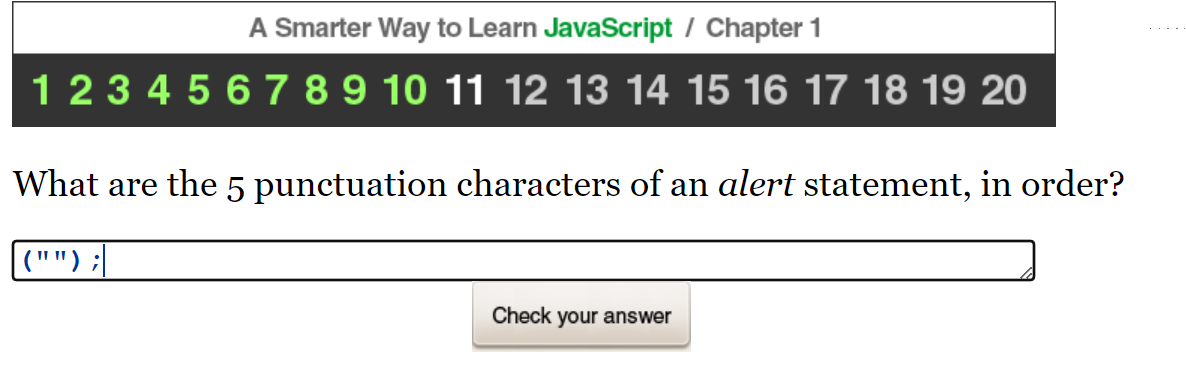 A Smarter Way to Learn JavaScript / Chapter 1
1 2 3 4 5 6 7 8 9 10 11 12 13 14 15 16 17 18 19 20
What are the 5 punctuation characters of an alert statement, in order?
("");
Check your answer